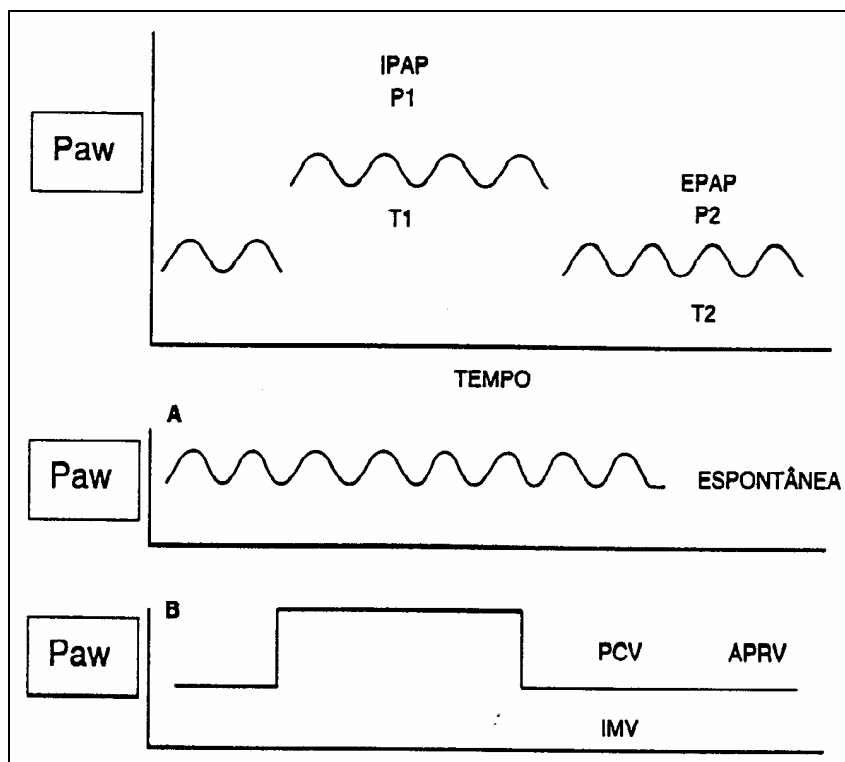 IPAP
P1
Paw
EPAP
P2
T1
T2
TEMPO
A
Paw
ESPONTÂNEA
B
Paw
PCV APRV
IMV